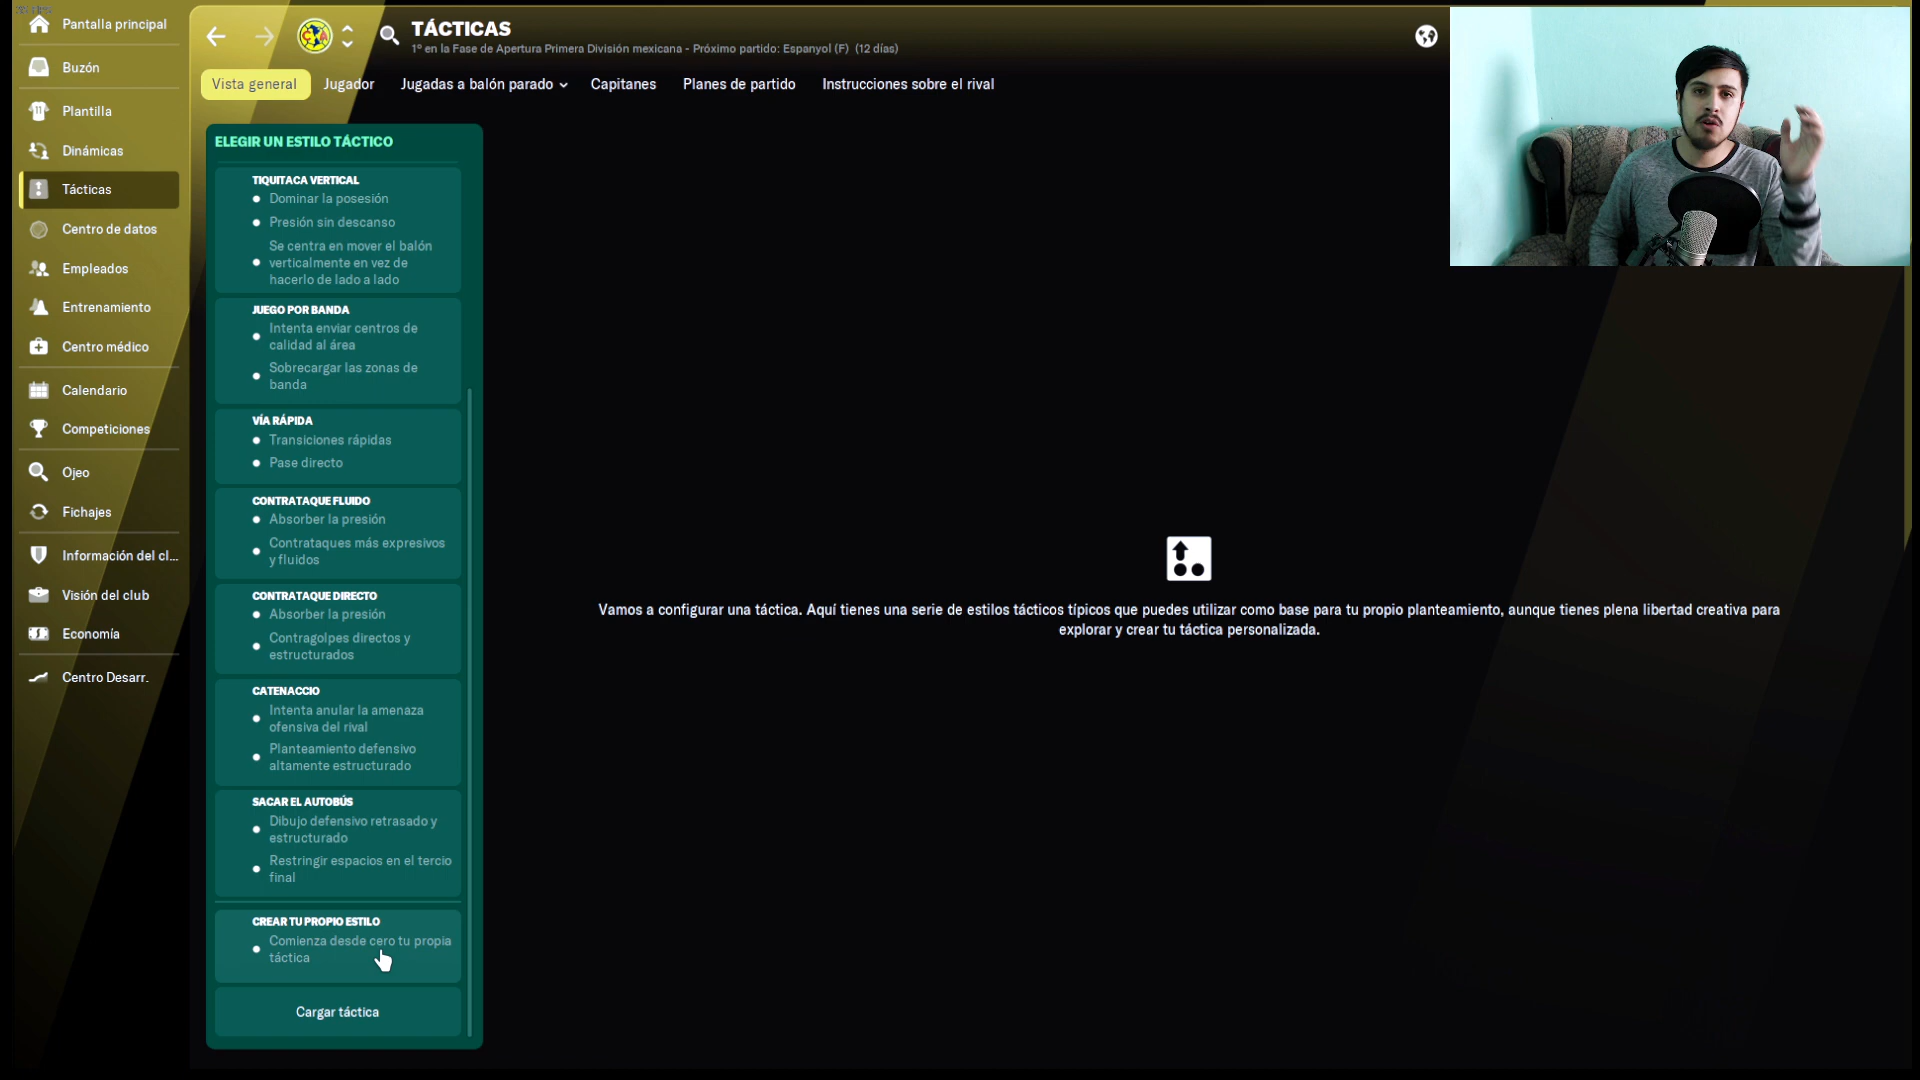 Pantalla principal
Buzón
Plantilla
Dinámicas
Tácticas
Centro de datos
Empleados
Entrenamiento
Centro médico
Calendario
Competiciones
Ojeo
Fichajes
Información del cl...
Visión del club
Economía
Centro Desarr.
TÁCTICAS
1º en la Fase de Apertura Primera División mexicana - Próximo partido: Espanyol (F) (12 días)
Vista general
Jugador
Jugadas a balón parado
Capitanes
Planes de partido
Instrucciones sobre el rival
ELEGIR UN ESTILO TÁCTICO
TIQUITACA VERTICAL
Dominar la posesión
Presión sin descanso
Se centra en mover el balón
verticalmente en vez de
hacerlo de lado a lado
JUEGO POR BANDA
Intenta enviar centros de
calidad al área
Sobrecargar las zonas de
banda
VÍA RÁPIDA
Transiciones rápidas
Pase directo
CONTRATAQUE FLUIDO
Absorber la presión
Contrataques más expresivos
y fluidos
CONTRATAQUE DIRECTO
Absorber la presión
Contragolpes directos y
estructurados
CATENACCIO
Intenta anular la amenaza
ofensiva del rival
Planteamiento defensivo
altamente estructurado
SACAR EL AUTOBÚS
Dibujo defensivo retrasado y
estructurado
Restringir espacios en el tercio
final
CREAR TU PROPIO ESTILO
Comienza desde cero tu propia
táctica
Cargar táctica
Vamos a configurar una táctica. Aquí tienes una serie de estilos tácticos típicos que puedes utilizar como base para tu propio planteamiento, aunque tienes plena libertad creativa para
explorar y crear tu táctica personalizada.